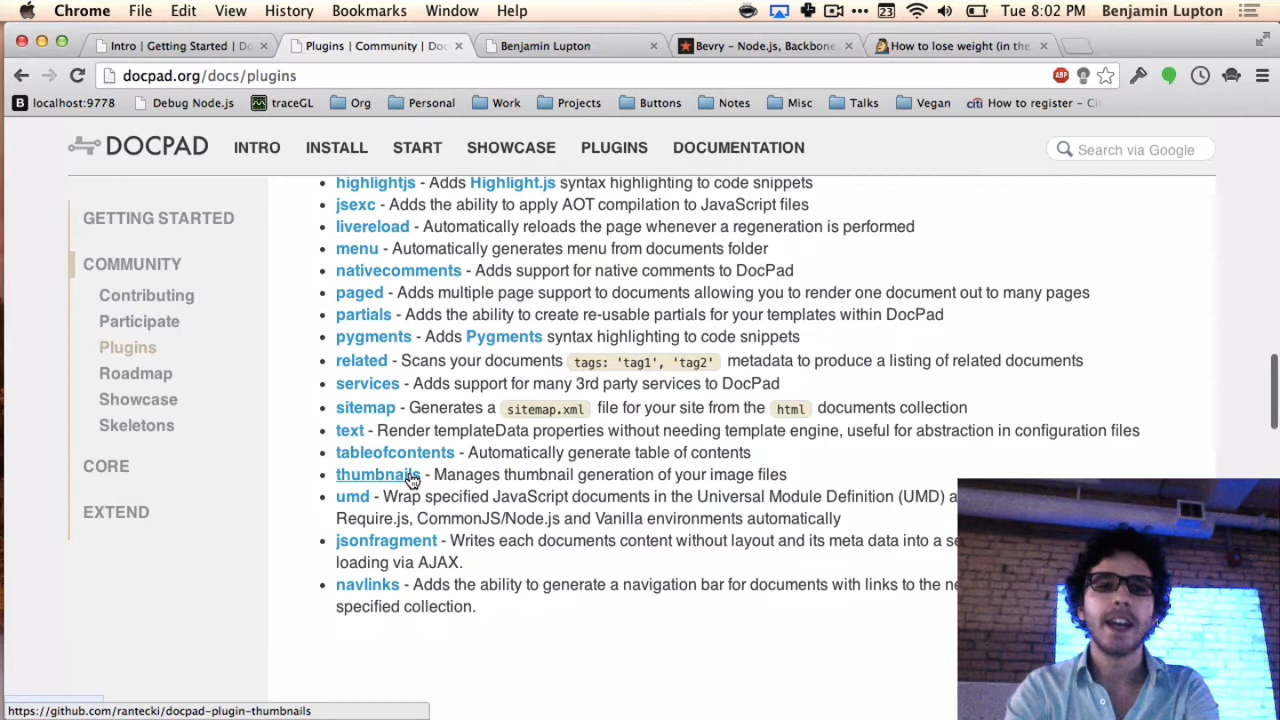 Chrome File Edit View History Bookmarks Window Help 23 Tue 8:02 PM Benjamin Lupton
Intro | Getting Started | Do Plugins | Community | Doc Benjamin Lupton Bevry – Node.js, Backbone. How to lose weight (in the
docpad.org/docs/plugins ABP
B localhost:9778 Debug Node.js traceGL Org Personal Work Projects Buttons Notes Misc Talks Vegan citi How to register – Ci
DOCPAD INTRO INSTALL START SHOWCASE PLUGINS DOCUMENTATION Search via Google
GETTING STARTED
COMMUNITY
Contributing
Participate
Plugins
Roadmap
Showcase
Skeletons
CORE
EXTEND
highlightjs - Adds Highlight.js syntax highlighting to code snippets
jsexc - Adds the ability to apply AOT compilation to JavaScript files
livereload - Automatically reloads the page whenever a regeneration is performed
menu - Automatically generates menu from documents folder
nativecomments - Adds support for native comments to DocPad
paged - Adds multiple page support to documents allowing you to render one document out to many pages
partials - Adds the ability to create re-usable partials for your templates within DocPad
pygments - Adds Pygments syntax highlighting to code snippets
related - Scans your documents tags: 'tag1', 'tag2' metadata to produce a listing of related documents
services - Adds support for many 3rd party services to DocPad
sitemap - Generates a sitemap.xml file for your site from the html documents collection
text - Render templateData properties without needing template engine, useful for abstraction in configuration files
tableofcontents - Automatically generate table of contents
thumbnails - Manages thumbnail generation of your image files
umd - Wrap specified JavaScript documents in the Universal Module Definition (UMD) a
Require.js, CommonJS/Node.js and Vanilla environments automatically
jsonfragment - Writes each documents content without layout and its meta data into a se
loading via AJAX.
navlinks - Adds the ability to generate a navigation bar for documents with links to the ne
specified collection.
https://github.com/rantecki/docpad-plugin-thumbnails